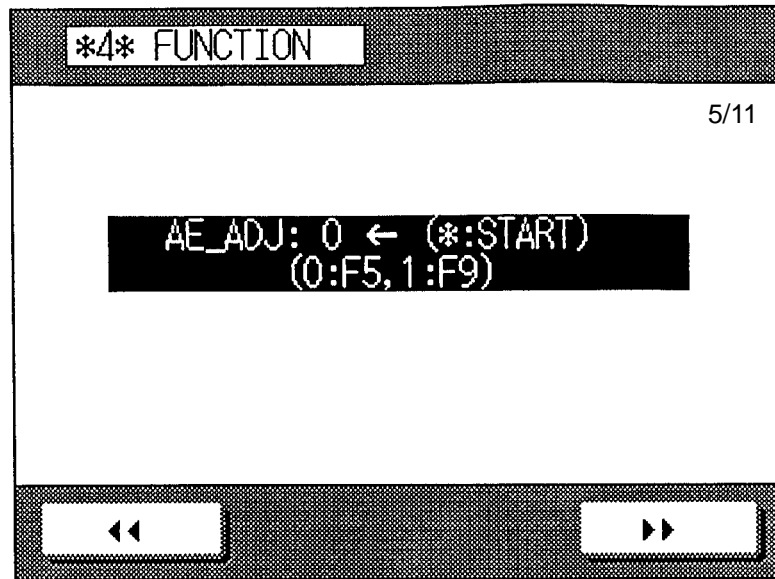 *4* FUNCTION
5/11
AE_ADJ: 0 ← (*:START)
(0:F5,1:F9)